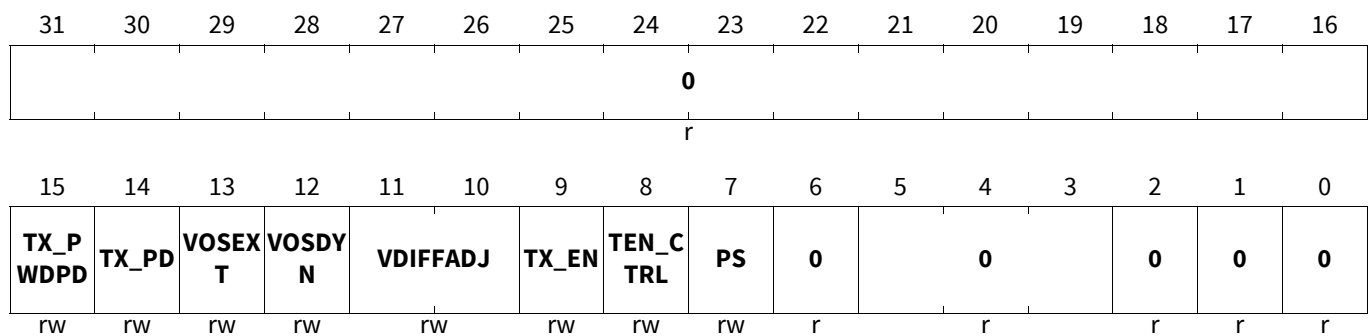 31 30 29 28 27 26 25 24 23 22 21 20 19 18 17 16
0
r
15 14 13 12 11 10 9 8 7 6 5 4 3 2 1 0
TX_P VOSEX VOSDY TEN_C
TX_PD VDIFFADJ TX_EN PS 0 0 0 0 0
WDPD T N TRL
rw rw rw rw rw rw rw rw r r r r r